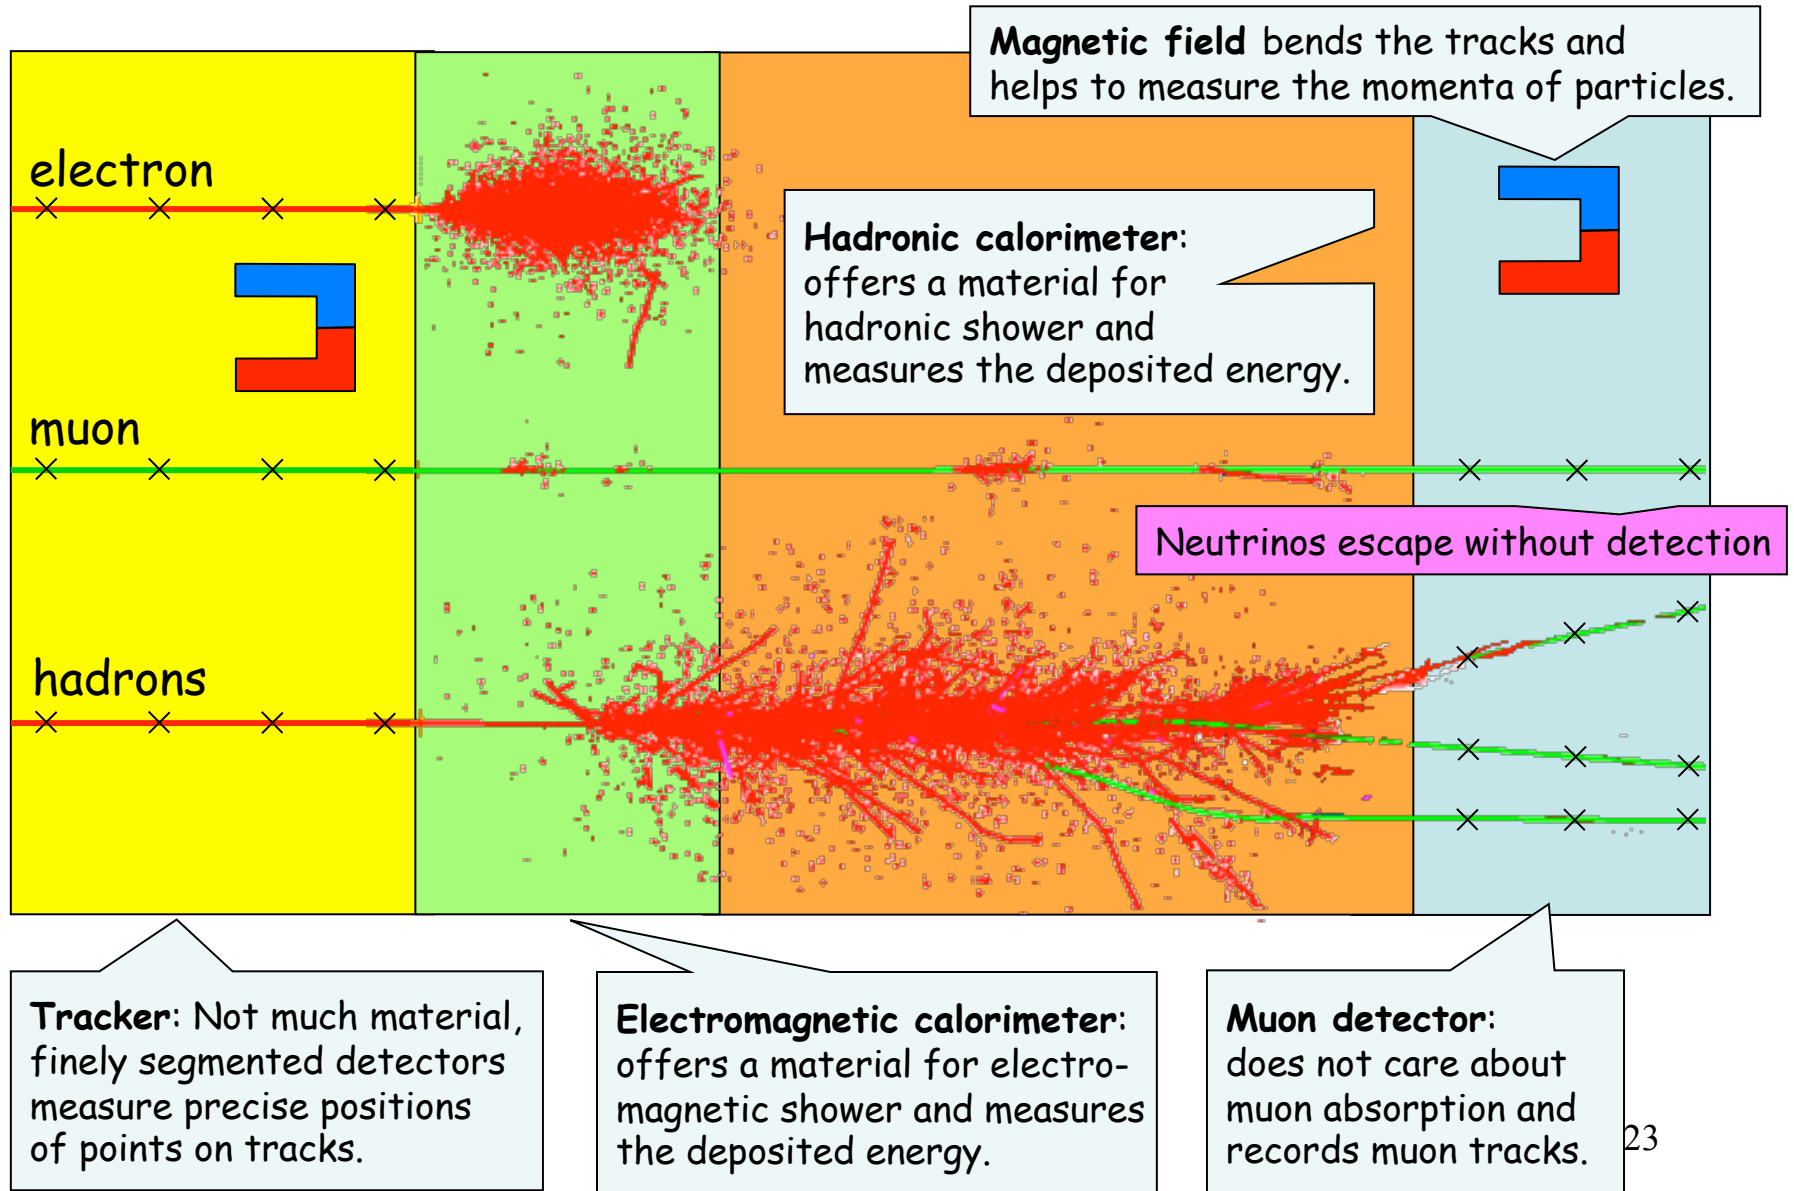 Magnetic field bends the tracks and
helps to measure the momenta of particles.
electron
Hadronic calorimeter:
offers a material for
hadronic shower and
measures the deposited energy.
muon
Neutrinos escape without detection
hadrons
Tracker: Not much material,
finely segmented detectors
measure precise positions
of points on tracks.
Electromagnetic calorimeter:
offers a material for electro-
magnetic shower and measures
the deposited energy.
Muon detector:
does not care about
muon absorption and
records muon tracks.
23